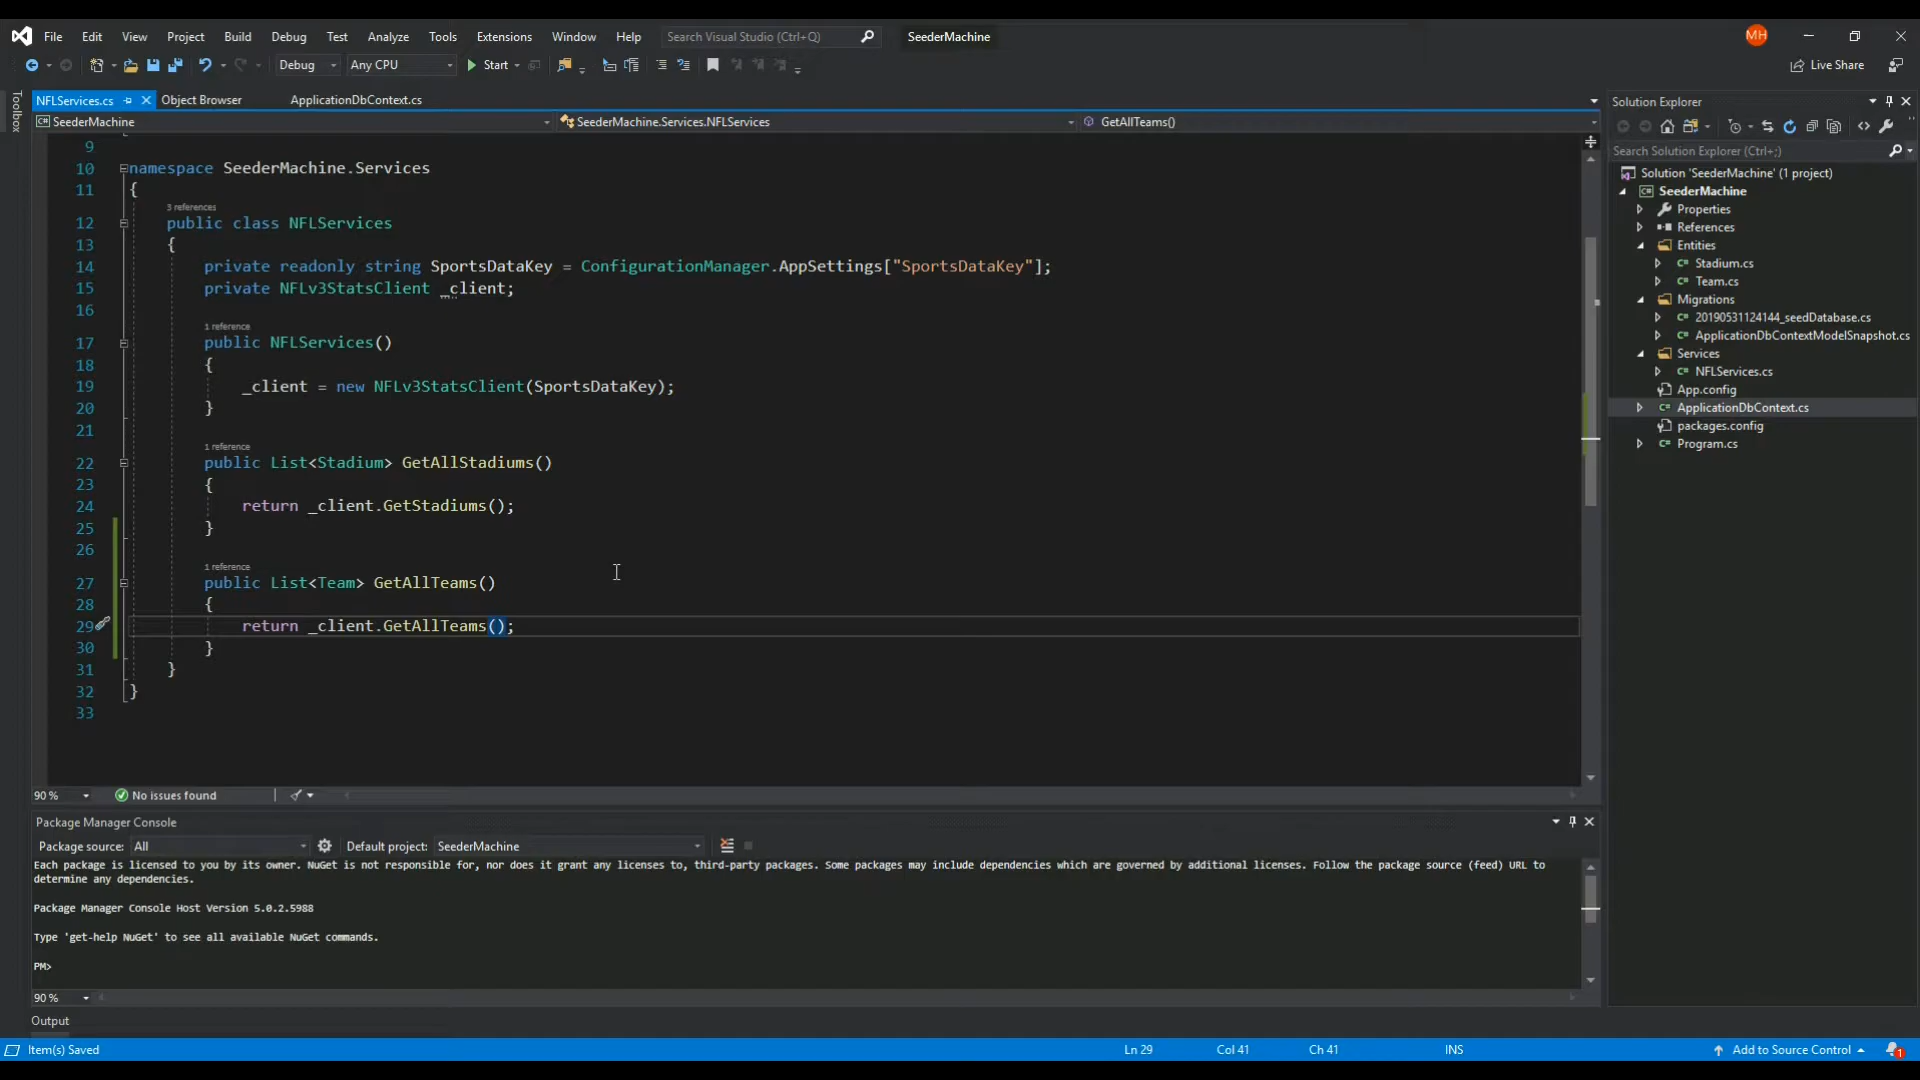 File Edit View Project Build Debug Test Analyze Tools Extensions Window Help Search Visual Studio (Ctrl+Q) SeederMachine MH
Debug Any CPU Start Live Share
Toolbox
NFLServices.cs Object Browser ApplicationDbContext.cs
SeederMachine SeederMachine.Services.NFLServices GetAllTeams()
9
10 namespace SeederMachine.Services
11 {
3 references
12 public class NFLServices
13 {
14 private readonly string SportsDataKey = ConfigurationManager.AppSettings["SportsDataKey"];
15 private NFLv3StatsClient _client;
16
1 reference
17 public NFLServices()
18 {
19 _client = new NFLv3StatsClient(SportsDataKey);
20 }
21
1 reference
22 public List<Stadium> GetAllStadiums()
23 {
24 return _client.GetStadiums();
25 }
26
1 reference
27 public List<Team> GetAllTeams()
28 {
29 return _client.GetAllTeams();
30 }
31 }
32 }
33
90 % No issues found
Package Manager Console
Package source: All Default project: SeederMachine
Each package is licensed to you by its owner. NuGet is not responsible for, nor does it grant any licenses to, third-party packages. Some packages may include dependencies which are governed by additional licenses. Follow the package source (feed) URL to
determine any dependencies.
Package Manager Console Host Version 5.0.2.5988
Type 'get-help NuGet' to see all available NuGet commands.
PM>
90 %
Output
Item(s) Saved Ln 29 Col 41 Ch 41 INS Add to Source Control 1
Solution Explorer
Search Solution Explorer (Ctrl+;)
Solution 'SeederMachine' (1 project)
SeederMachine
Properties
References
Entities
Stadium.cs
Team.cs
Migrations
20190531124144_seedDatabase.cs
ApplicationDbContextModelSnapshot.cs
Services
NFLServices.cs
App.config
ApplicationDbContext.cs
packages.config
Program.cs